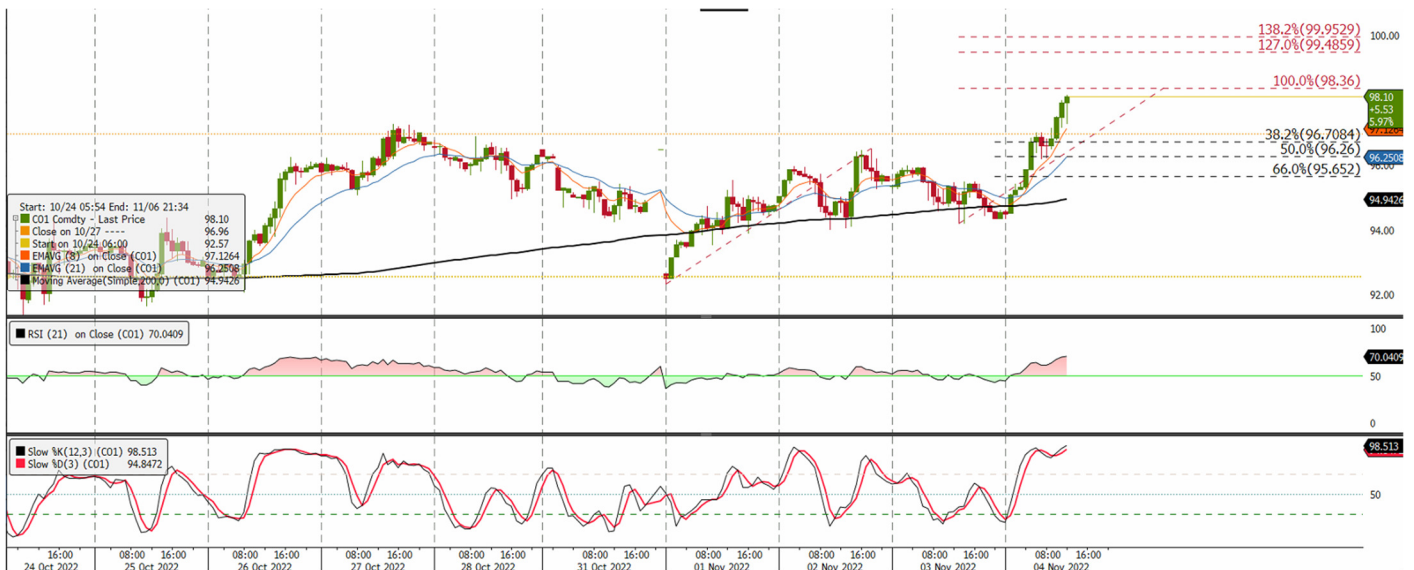 138.2%(99.9529)
127.0%(99.4859)
100.0%(98.36)
38.2%(96.7084)
50.0%(96.26)
66.0%(95.652)
100.00
98.10
+5.53
5.97%
97.1264
96.2508
96.00
94.9426
94.00
92.00
Start: 10/24 05:54 End: 11/06 21:34
CO1 Comdty - Last Price 98.10
Close on 10/27 ---- 96.96
Start on 10/24 06:00 92.57
EMAVG (8) on Close (CO1) 97.1264
EMAVG (21) on Close (CO1) 96.2508
Moving Average(Simple,200,0) (CO1) 94.9426
RSI (21) on Close (CO1) 70.0409
100
70.0409
50
0
Slow %K(12,3) (CO1) 98.513
Slow %D(3) (CO1) 94.8472
98.513
50
16:00 08:00 16:00 08:00 16:00 08:00 16:00 08:00 16:00 08:00 16:00 08:00 16:00 08:00 16:00 08:00 16:00 08:00 16:00
24 Oct 2022 25 Oct 2022 26 Oct 2022 27 Oct 2022 28 Oct 2022 31 Oct 2022 01 Nov 2022 02 Nov 2022 03 Nov 2022 04 Nov 2022